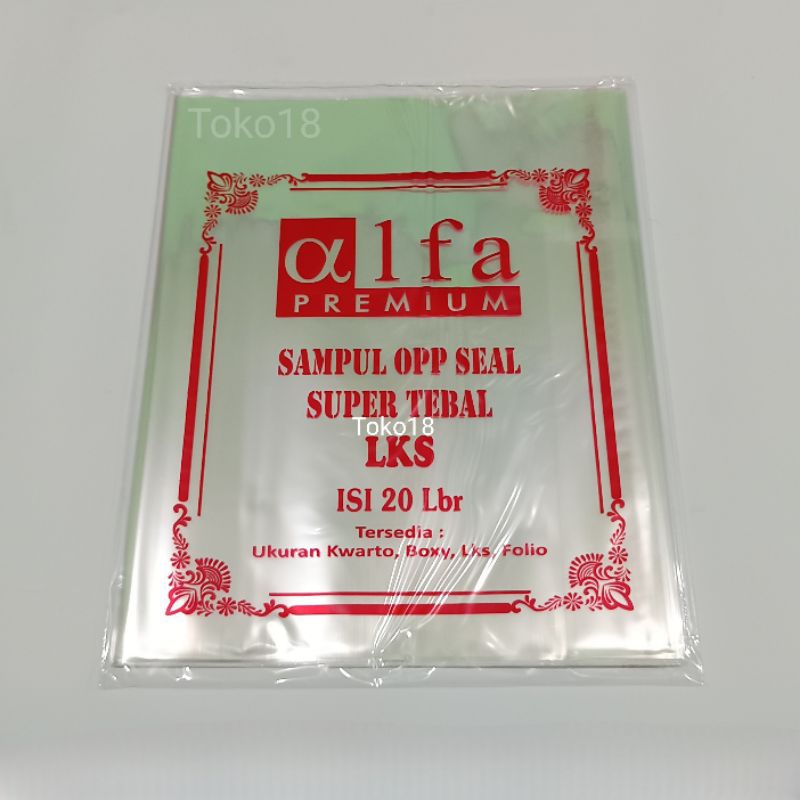 Toko18
αlfa
PREMiUM
SAMPUL OPP SEAL
SUPER TEBAL
Toko18
LKS
ISI 20 Lbr
Tersedia :
Ukuran Kwarto, Boxy, Lks, Folio